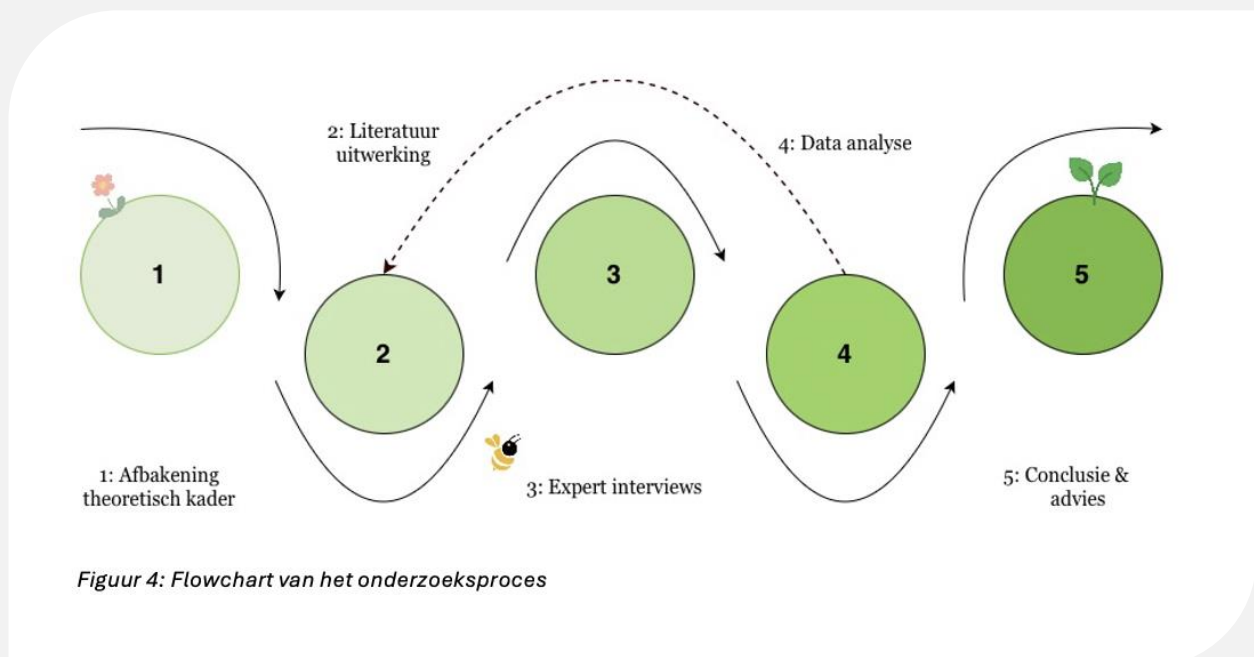 2: Literatuur
uitwerking
4: Data analyse
1
2
3
4
5
1: Afbakening
theoretisch kader
3: Expert interviews
5: Conclusie &
advies
Figuur 4: Flowchart van het onderzoeksproces